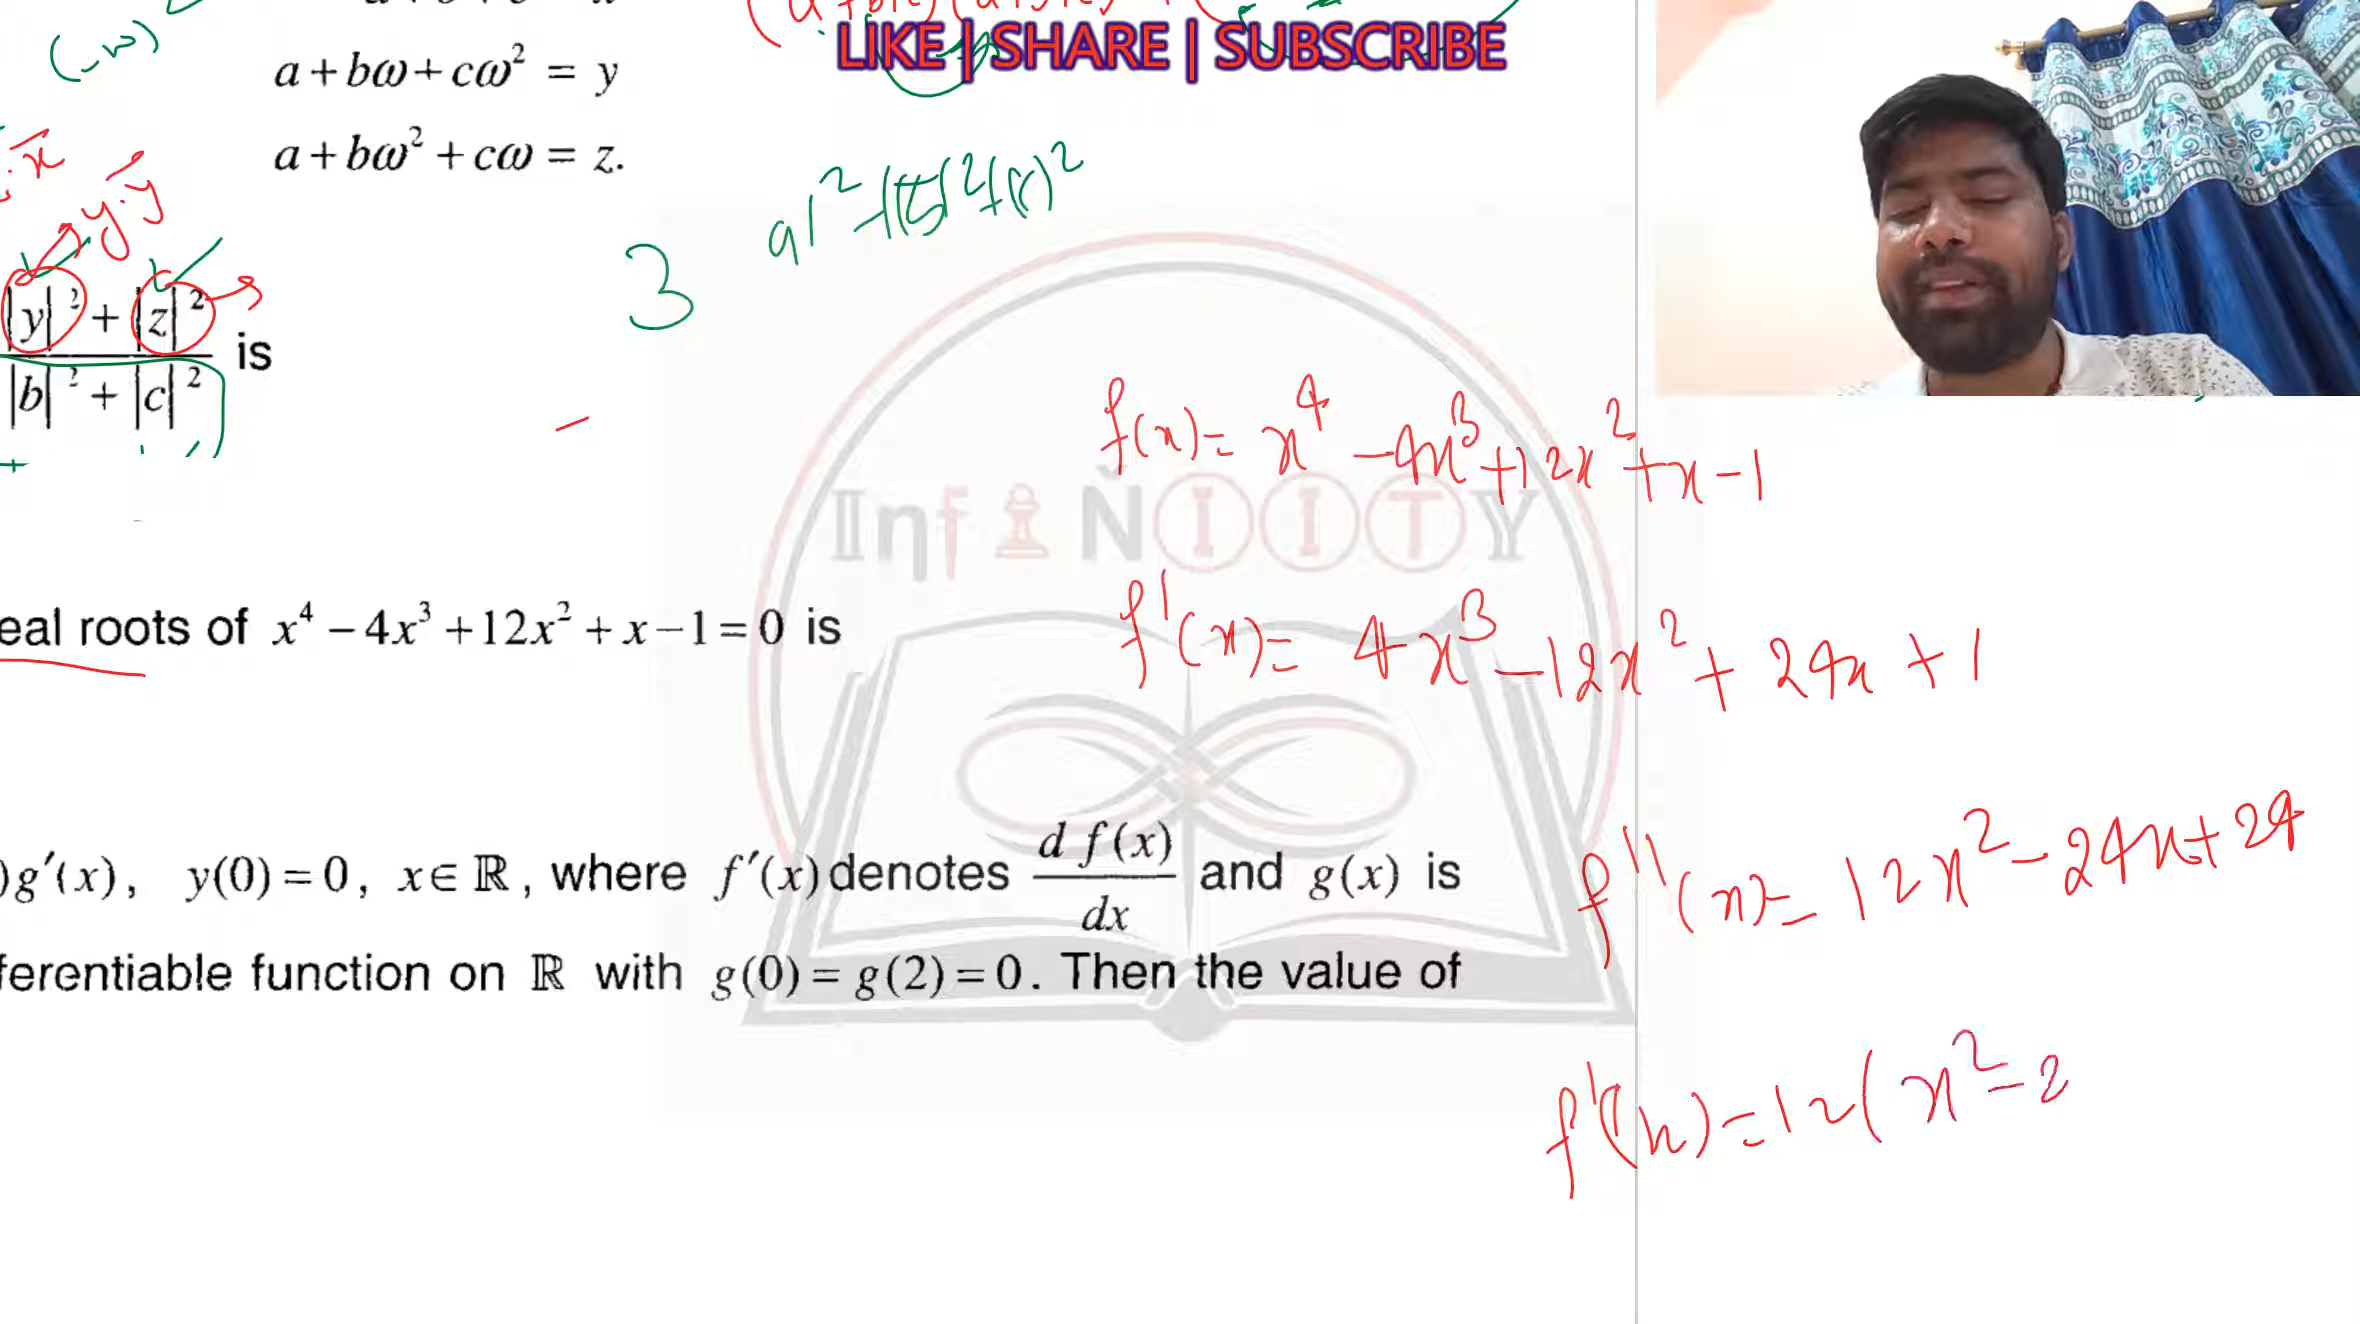 LIKE | SHARE | SUBSCRIBE
(-ω)
a + bω + cω² = y
a + bω² + cω = z.
x̄
y·ȳ
3
|y|² + |z|²
is
|b|² + |c|²
f(x) = x⁴ - 4x³ + 12x² + x - 1
InfIÑIITY
eal roots of x⁴ - 4x³ + 12x² + x - 1 = 0 is
f'(x) = 4x³ - 12x² + 24x + 1
f''(x) = 12x² - 24x + 24
)g'(x), y(0) = 0, x ∈ ℝ, where f'(x) denotes d f(x)/dx and g(x) is
ferentiable function on ℝ with g(0) = g(2) = 0. Then the value of
f'(x) = 12(x² - 2